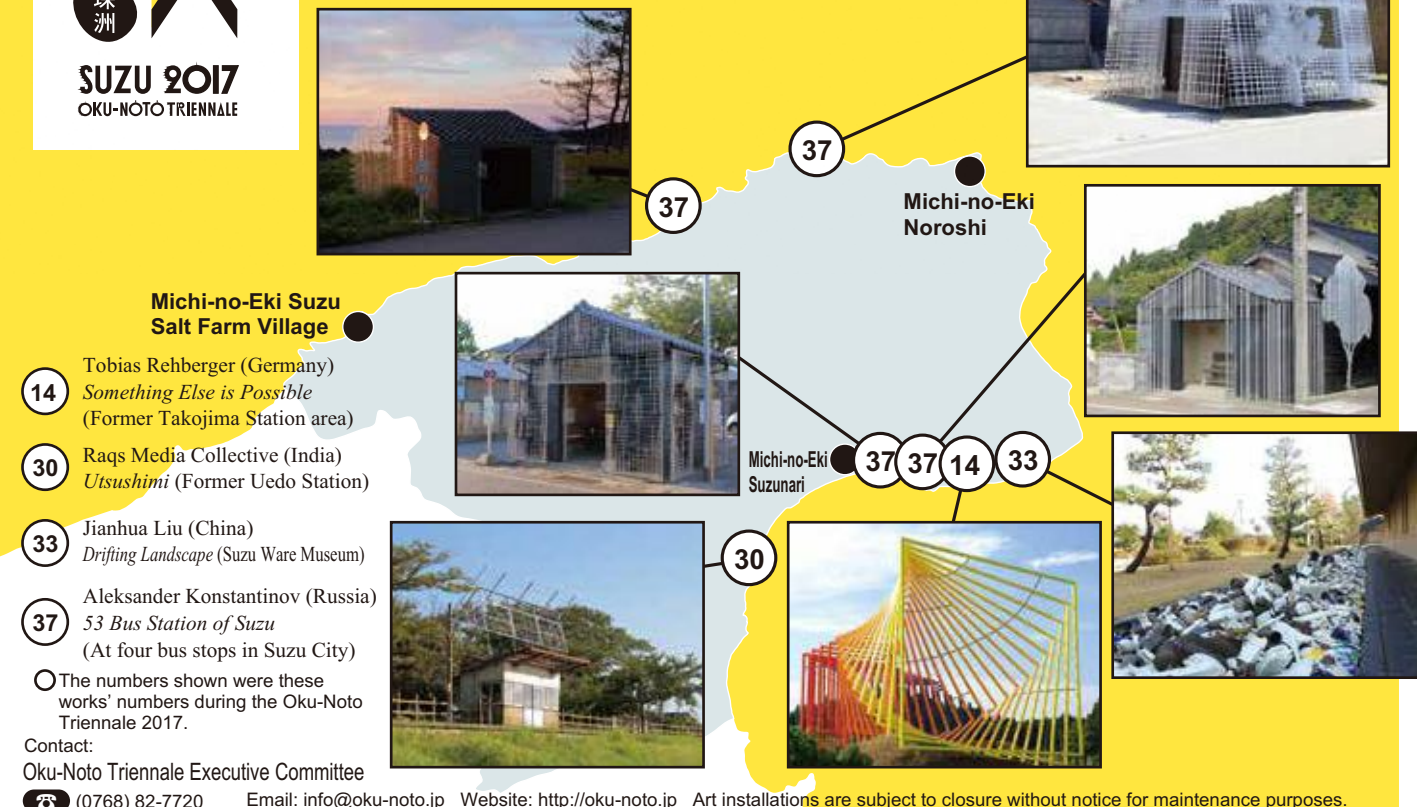 珠
洲
SUZU 2017
OKU-NOTO TRIENNALE
37
37
Michi-no-Eki
Noroshi
Michi-no-Eki Suzu
Salt Farm Village
14
Tobias Rehberger (Germany)
Something Else is Possible
(Former Takojima Station area)
30
Raqs Media Collective (India)
Utsushimi (Former Uedo Station)
33
Jianhua Liu (China)
Drifting Landscape (Suzu Ware Museum)
37
Aleksander Konstantinov (Russia)
53 Bus Station of Suzu
(At four bus stops in Suzu City)
The numbers shown were these
works' numbers during the Oku-Noto
Triennale 2017.
Michi-no-Eki
Suzunari
37
37
14
33
30
Contact:
Oku-Noto Triennale Executive Committee
(0768) 82-7720 Email: info@oku-noto.jp Website: http://oku-noto.jp Art installations are subject to closure without notice for maintenance purposes.